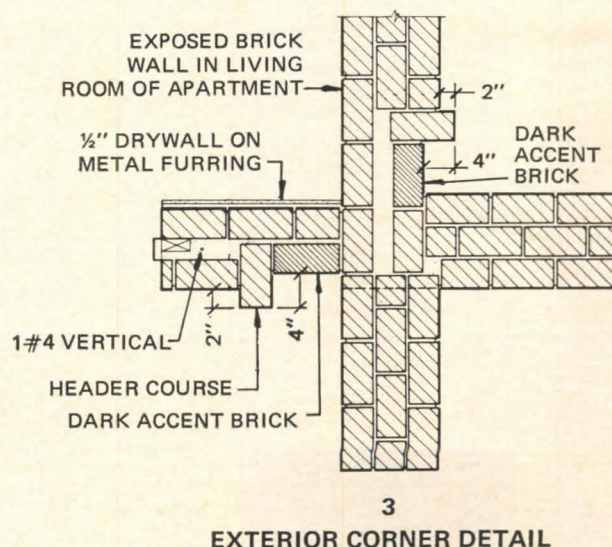 EXPOSED BRICK
WALL IN LIVING
ROOM OF APARTMENT
½" DRYWALL ON
METAL FURRING
2"
DARK
ACCENT
BRICK
4"
1#4 VERTICAL
2"
4"
HEADER COURSE
DARK ACCENT BRICK
3
EXTERIOR CORNER DETAIL